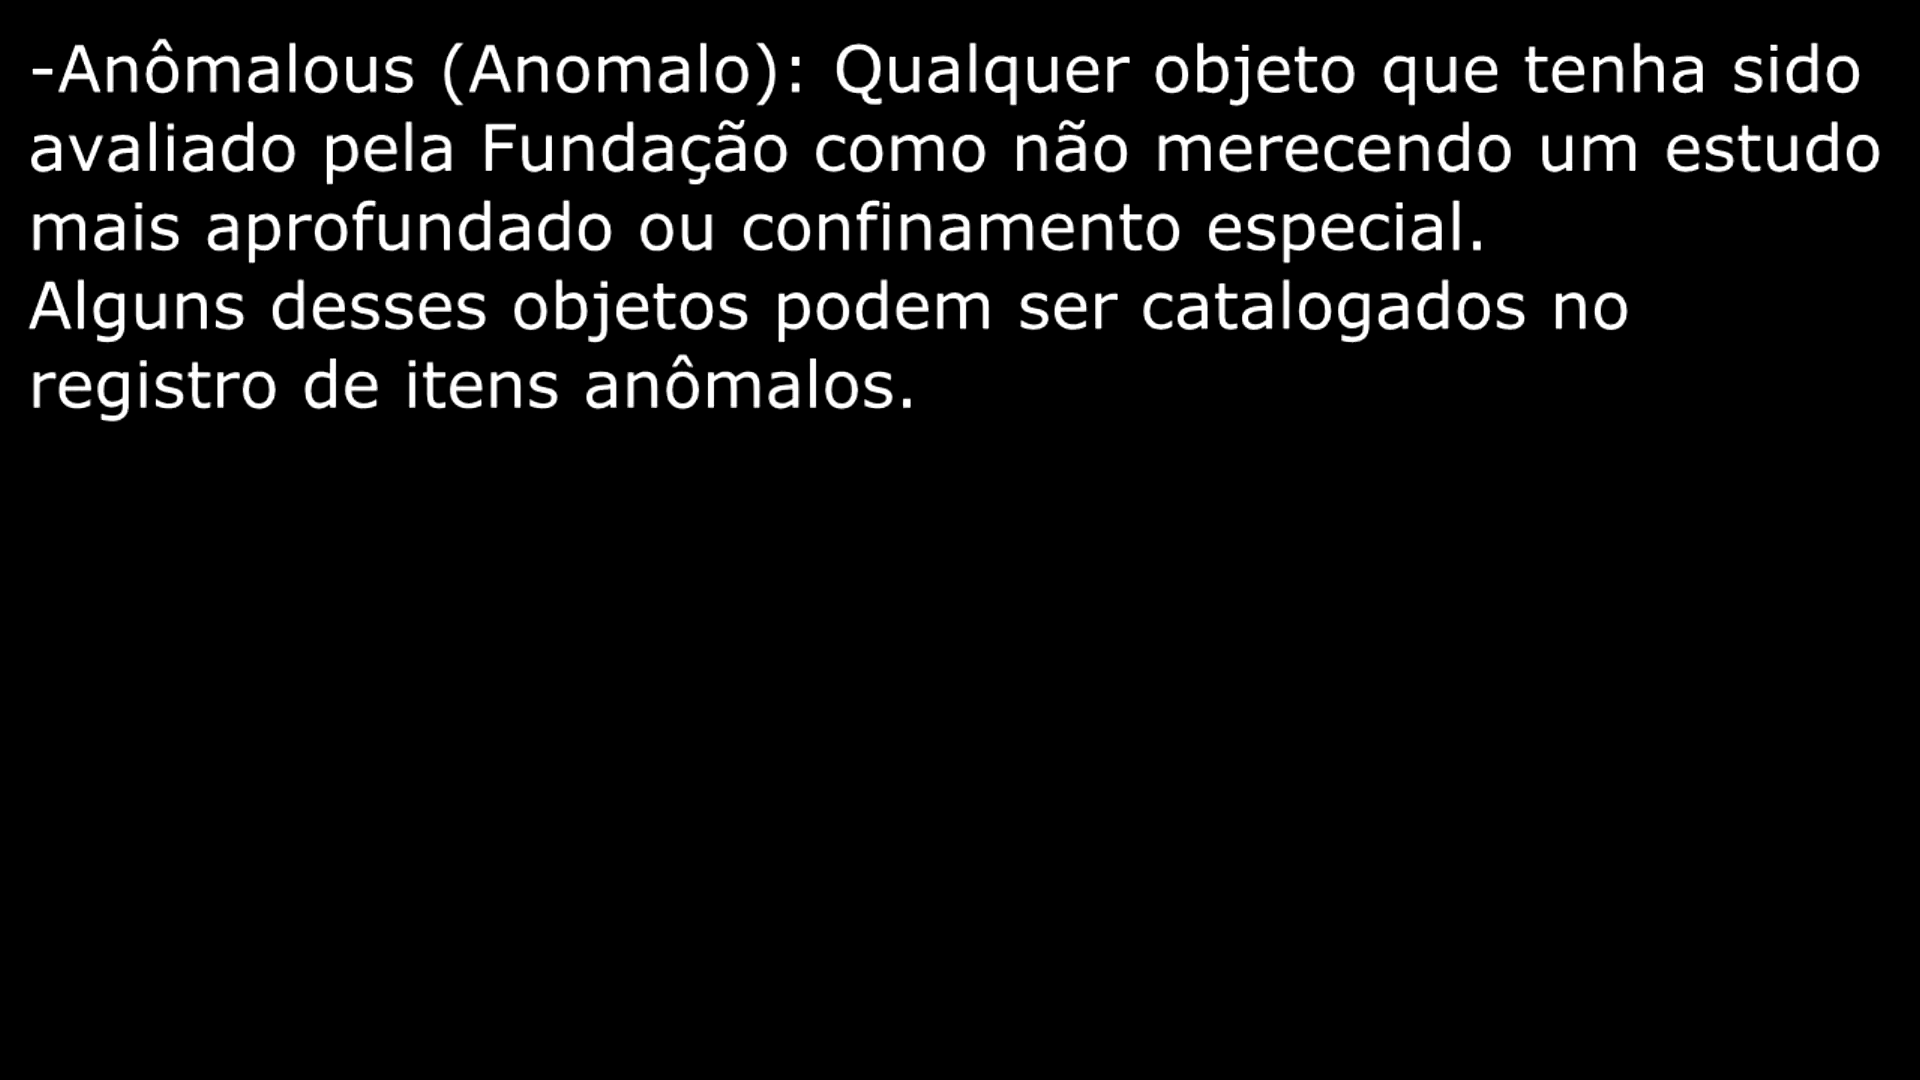 -Anômalous (Anomalo): Qualquer objeto que tenha sido
avaliado pela Fundação como não merecendo um estudo
mais aprofundado ou confinamento especial.
Alguns desses objetos podem ser catalogados no
registro de itens anômalos.